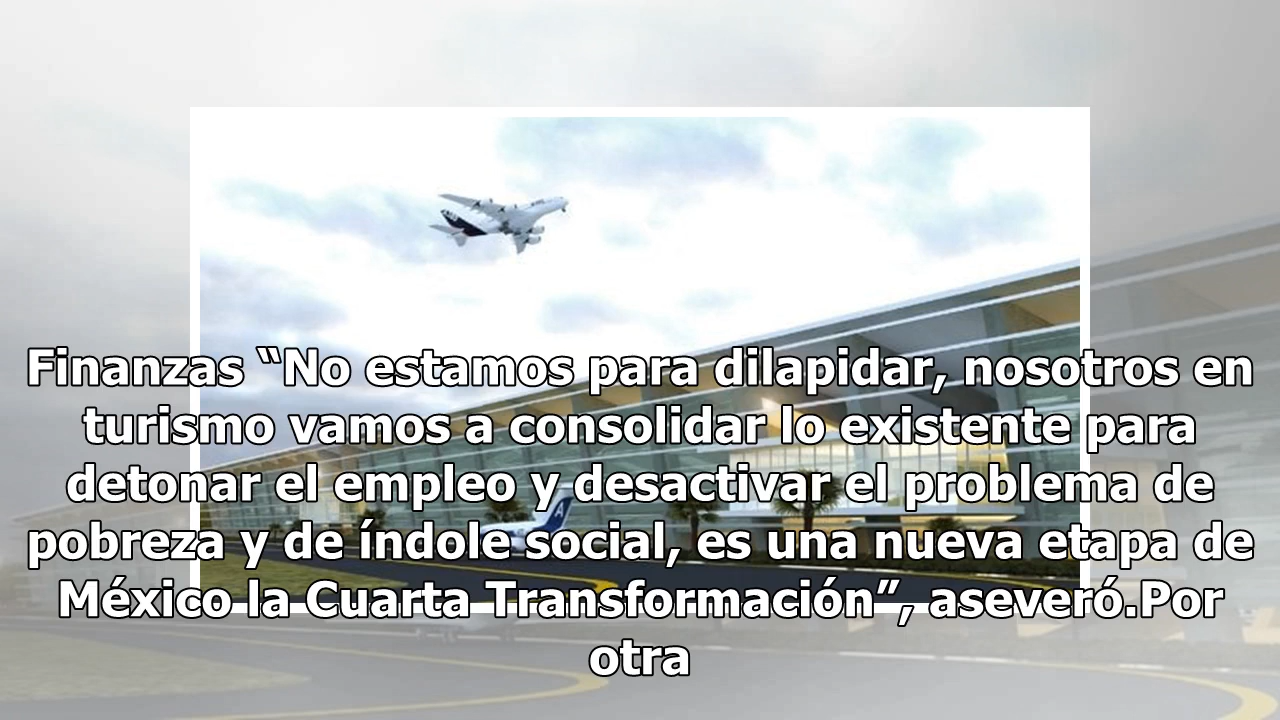 Finanzas “No estamos para dilapidar, nosotros en
turismo vamos a consolidar lo existente para
detonar el empleo y desactivar el problema de
pobreza y de índole social, es una nueva etapa de
México la Cuarta Transformación”, aseveró.Por
otra